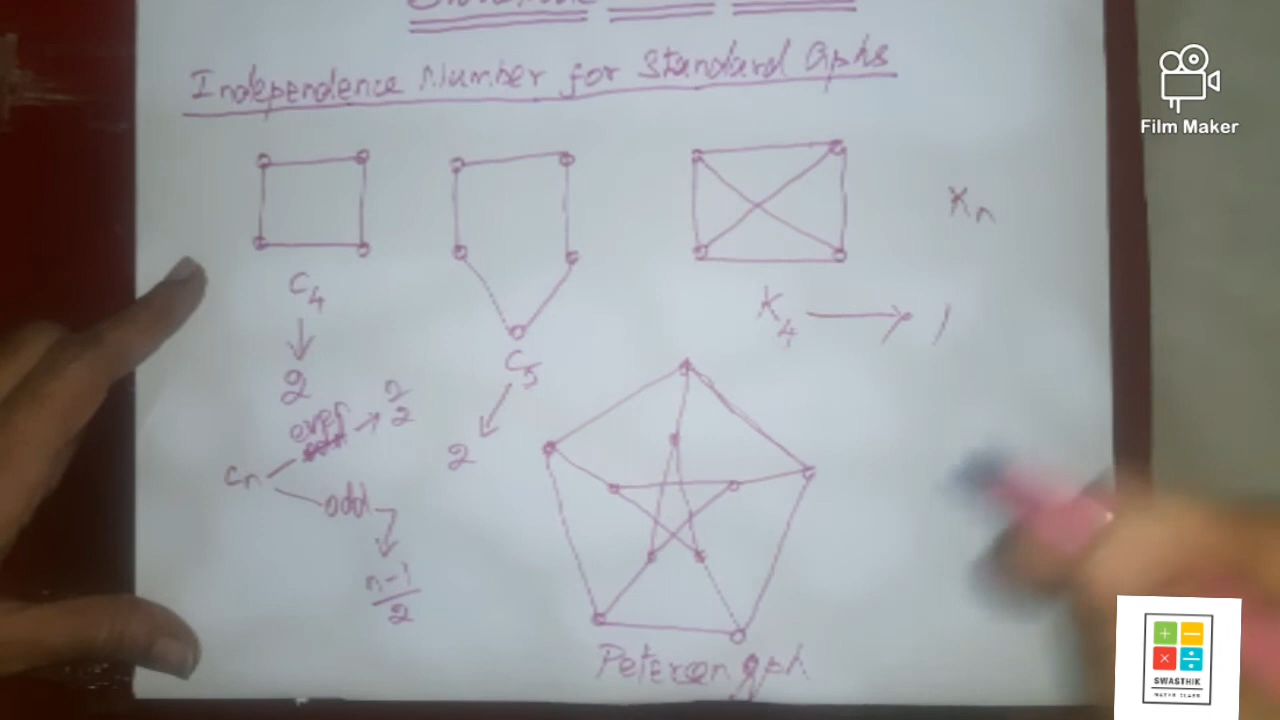 Independence Number for Standard Gphs
C4
2
C5
2
K4 → 1
Kn
Cn
even → n/2
odd
n-1/2
Peterson gph
Film Maker
SWASTHIK